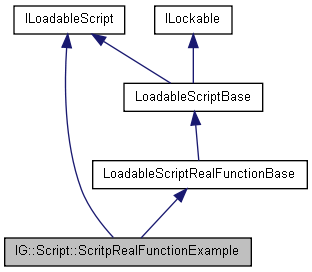 ILoadableScript
ILockable
LoadableScriptBase
LoadableScriptRealFunctionBase
IG::Script::ScritpRealFunctionExample